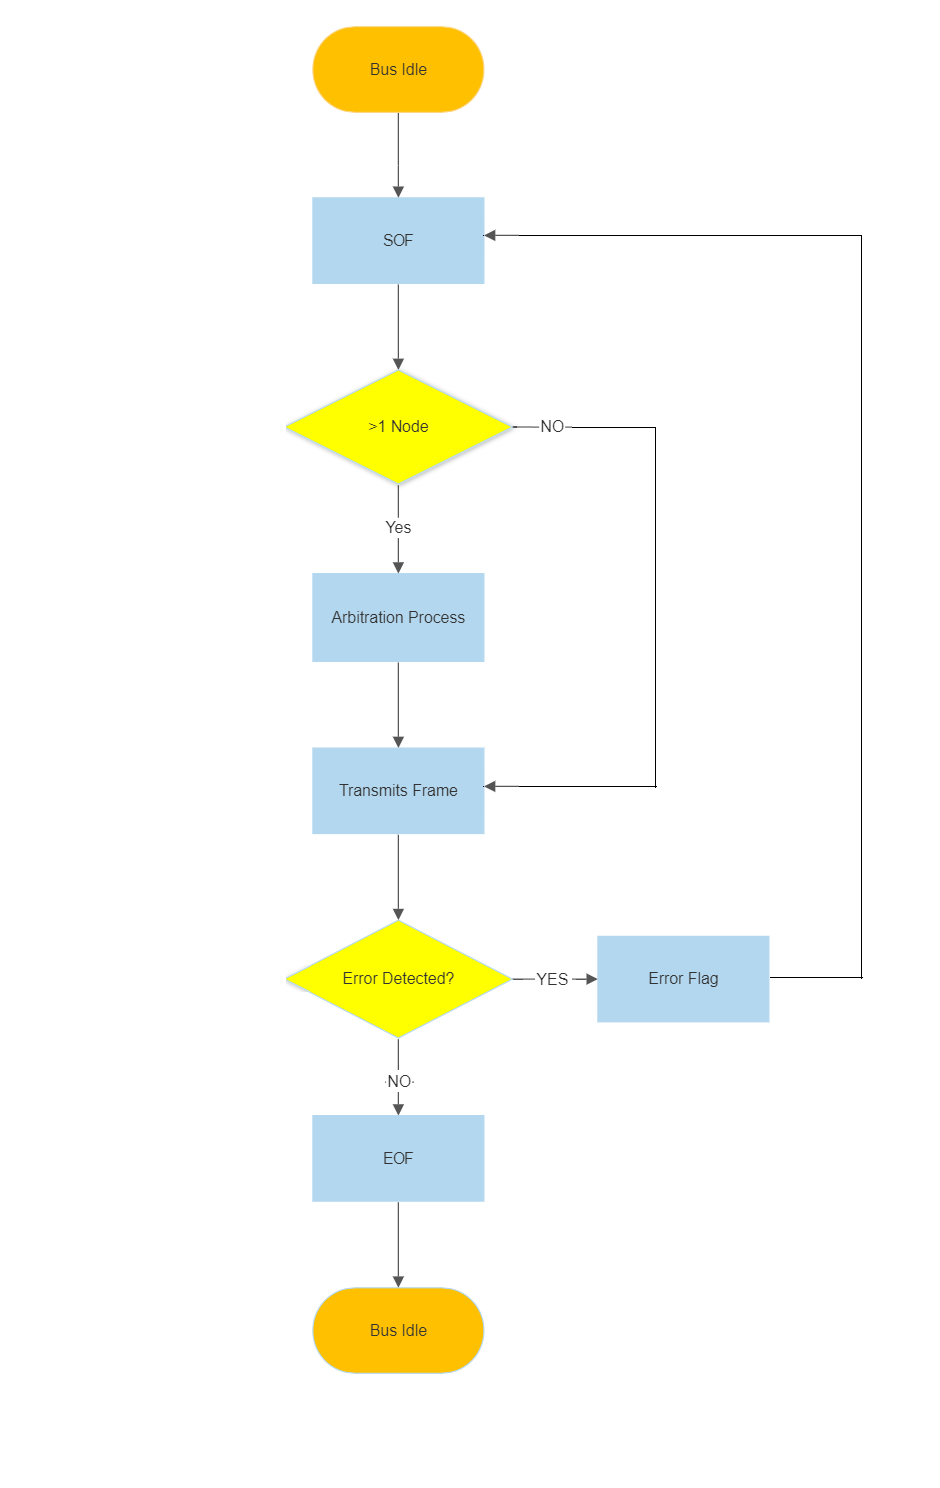 Bus Idle
SOF
>1 Node
NO
Yes
Arbitration Process
Transmits Frame
Error Detected?
YES
Error Flag
NO
EOF
Bus Idle